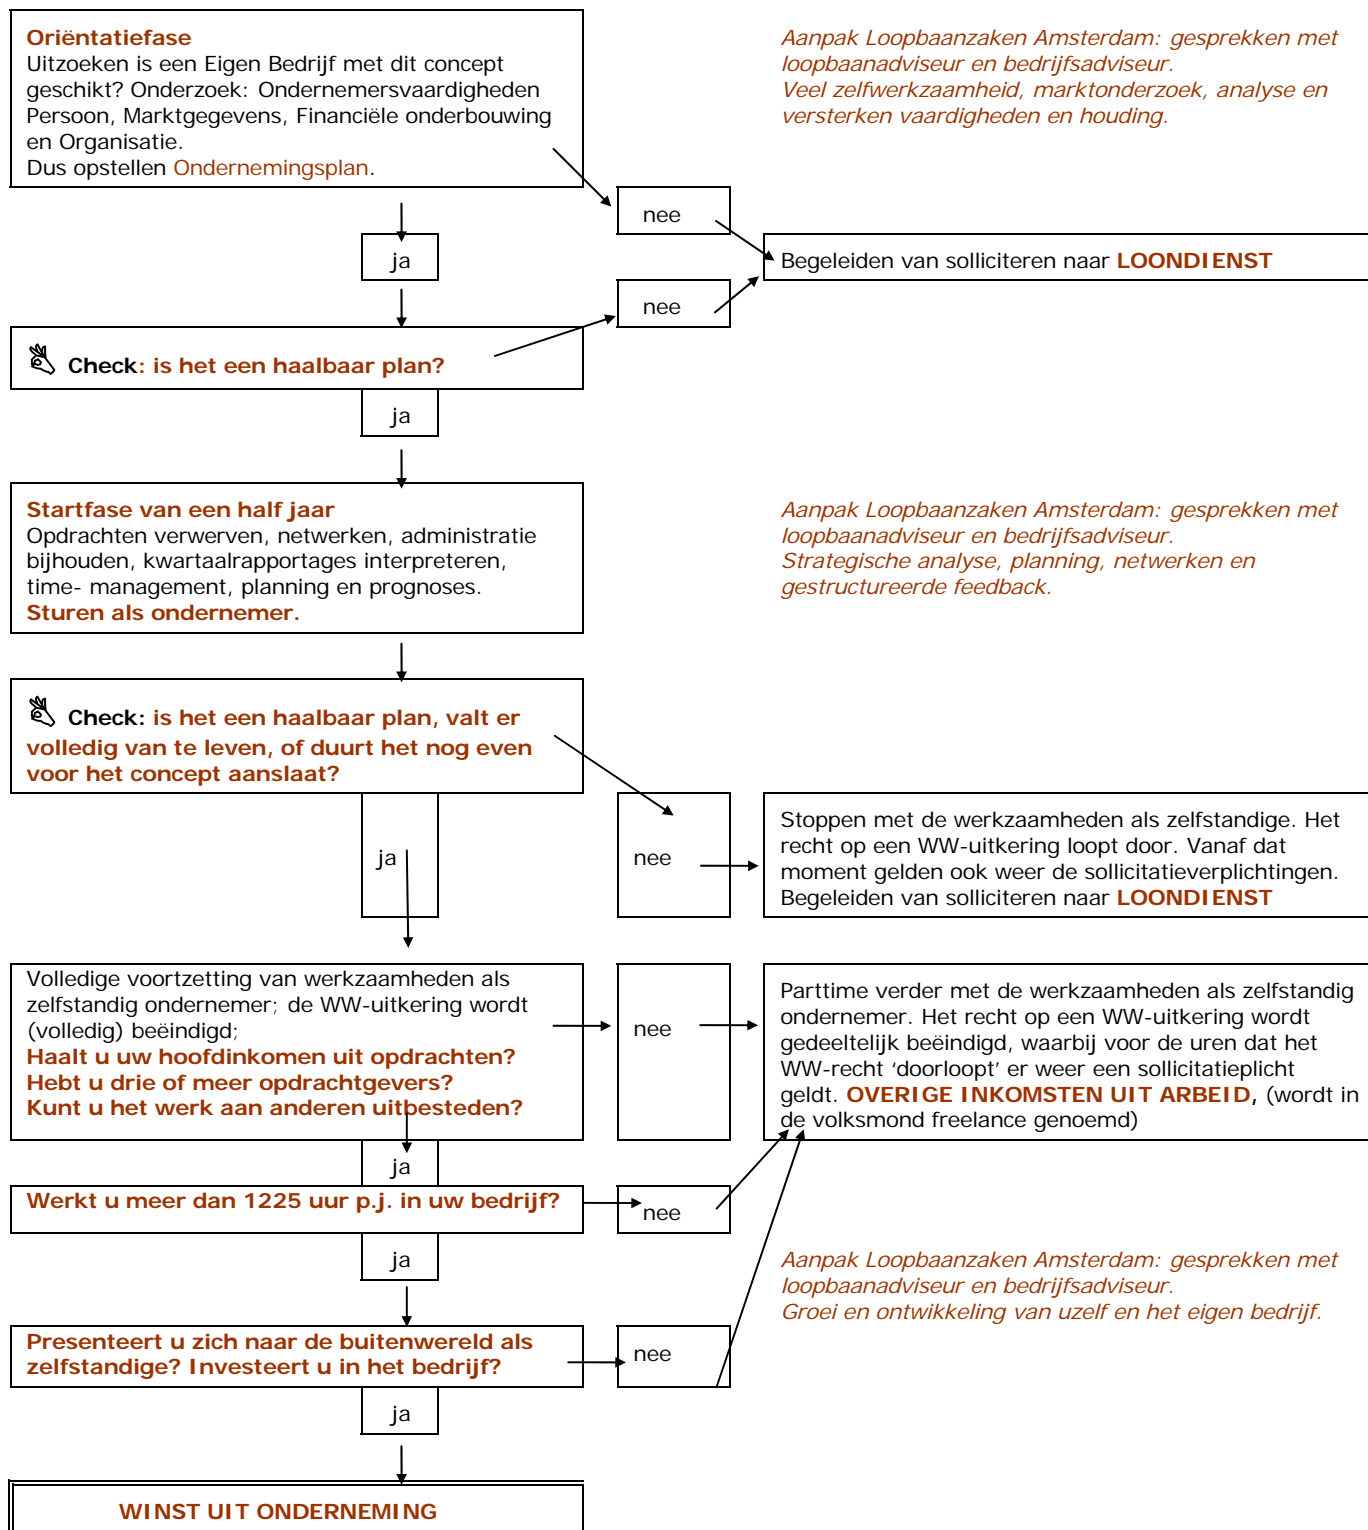 Oriëntatiefase
Uitzoeken is een Eigen Bedrijf met dit concept
geschikt? Onderzoek: Ondernemersvaardigheden
Persoon, Marktgegevens, Financiële onderbouwing
en Organisatie.
Dus opstellen Ondernemingsplan.
Aanpak Loopbaanzaken Amsterdam: gesprekken met
loopbaanadviseur en bedrijfsadviseur.
Veel zelfwerkzaamheid, marktonderzoek, analyse en
versterken vaardigheden en houding.
nee
ja
Begeleiden van solliciteren naar LOONDIENST
nee
Check: is het een haalbaar plan?
ja
Startfase van een half jaar
Opdrachten verwerven, netwerken, administratie
bijhouden, kwartaalrapportages interpreteren,
time- management, planning en prognoses.
Sturen als ondernemer.
Aanpak Loopbaanzaken Amsterdam: gesprekken met
loopbaanadviseur en bedrijfsadviseur.
Strategische analyse, planning, netwerken en
gestructureerde feedback.
Check: is het een haalbaar plan, valt er
volledig van te leven, of duurt het nog even
voor het concept aanslaat?
ja
nee
Stoppen met de werkzaamheden als zelfstandige. Het
recht op een WW-uitkering loopt door. Vanaf dat
moment gelden ook weer de sollicitatieverplichtingen.
Begeleiden van solliciteren naar LOONDIENST
Volledige voortzetting van werkzaamheden als
zelfstandig ondernemer; de WW-uitkering wordt
(volledig) beëindigd;
Haalt u uw hoofdinkomen uit opdrachten?
Hebt u drie of meer opdrachtgevers?
Kunt u het werk aan anderen uitbesteden?
nee
Parttime verder met de werkzaamheden als zelfstandig
ondernemer. Het recht op een WW-uitkering wordt
gedeeltelijk beëindigd, waarbij voor de uren dat het
WW-recht ‘doorloopt’ er weer een sollicitatieplicht
geldt. OVERIGE INKOMSTEN UIT ARBEID, (wordt in
de volksmond freelance genoemd)
ja
Werkt u meer dan 1225 uur p.j. in uw bedrijf?
nee
ja
Aanpak Loopbaanzaken Amsterdam: gesprekken met
loopbaanadviseur en bedrijfsadviseur.
Groei en ontwikkeling van uzelf en het eigen bedrijf.
Presenteert u zich naar de buitenwereld als
zelfstandige? Investeert u in het bedrijf?
nee
ja
WINST UIT ONDERNEMING